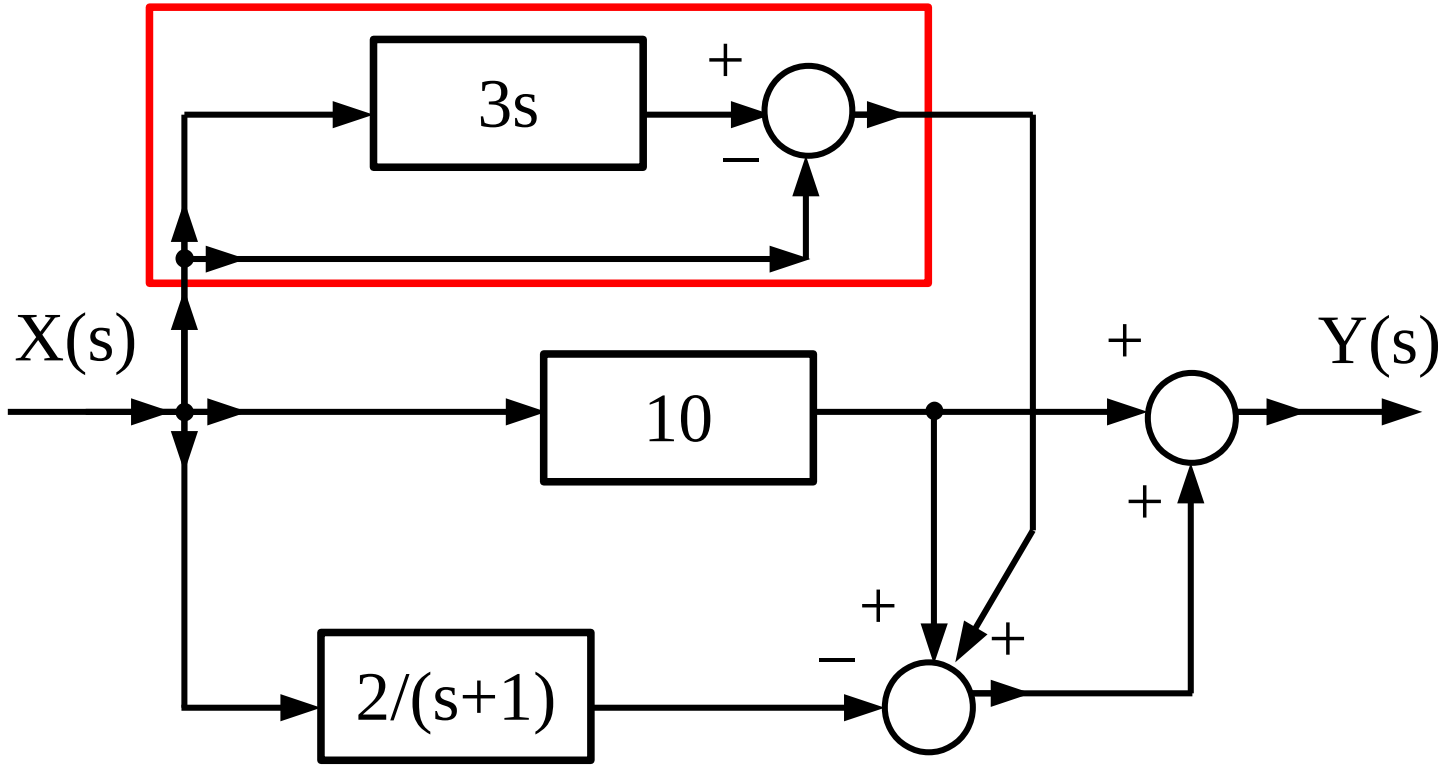 +
3s
−
X(s)
+
Y(s)
10
+
+
+
−
2/(s+1)